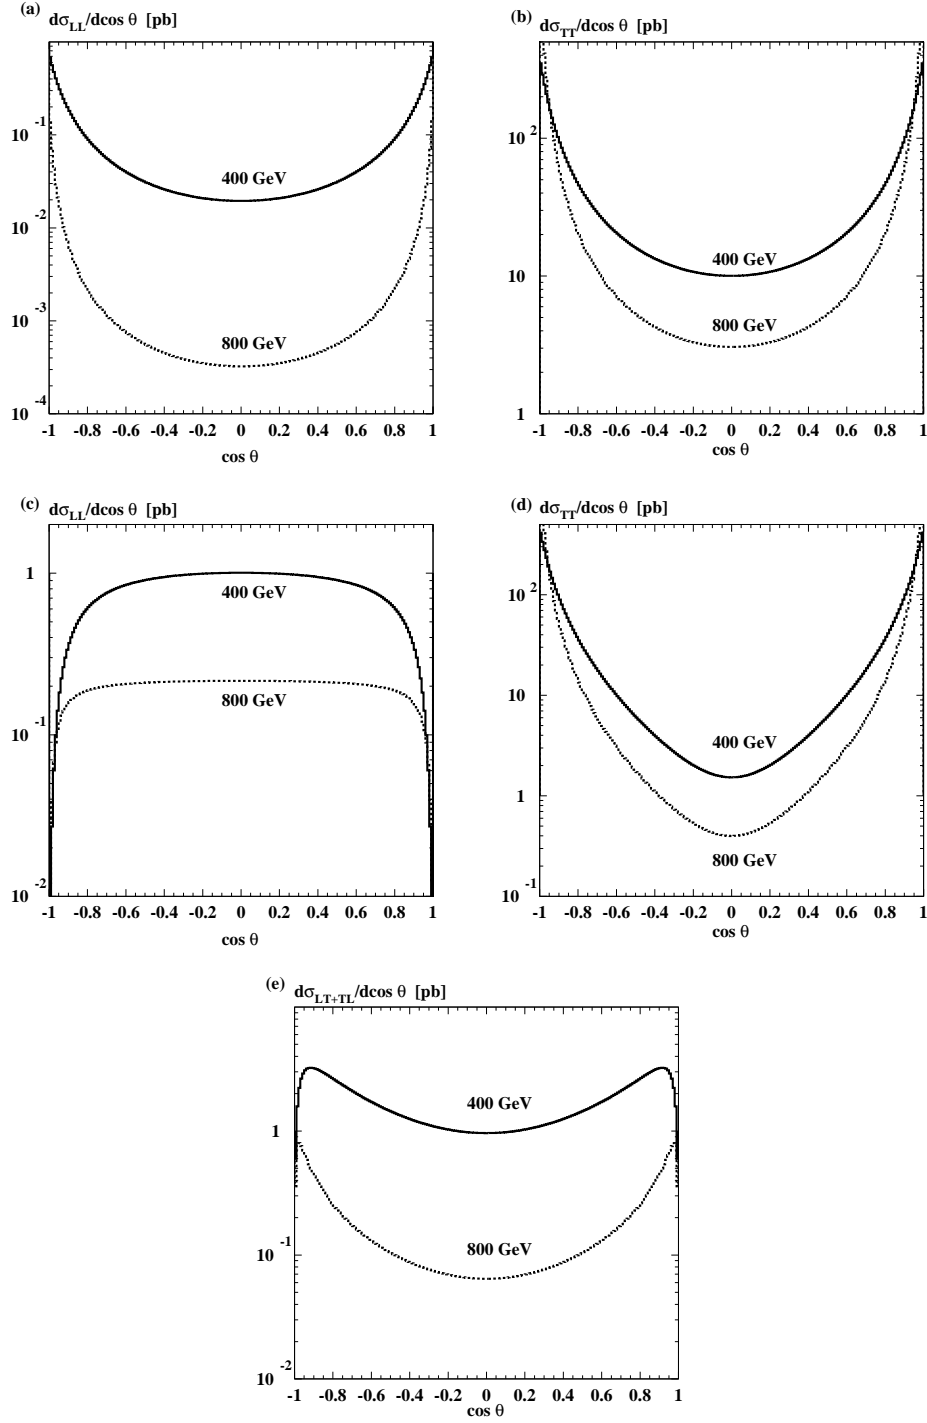 (a) dσLL/dcos θ [pb]
10 -1
400 GeV
10 -2
10 -3
800 GeV
10 -4
-1 -0.8 -0.6 -0.4 -0.2 0 0.2 0.4 0.6 0.8 1
cos θ
(b) dσTT/dcos θ [pb]
10 2
400 GeV
10
800 GeV
1
-1 -0.8 -0.6 -0.4 -0.2 0 0.2 0.4 0.6 0.8 1
cos θ
(c) dσLL/dcos θ [pb]
1
400 GeV
800 GeV
10 -1
10 -2
-1 -0.8 -0.6 -0.4 -0.2 0 0.2 0.4 0.6 0.8 1
cos θ
(d) dσTT/dcos θ [pb]
10 2
10
400 GeV
1
800 GeV
10 -1
-1 -0.8 -0.6 -0.4 -0.2 0 0.2 0.4 0.6 0.8 1
cos θ
(e) dσLT+TL/dcos θ [pb]
400 GeV
1
800 GeV
10 -1
10 -2
-1 -0.8 -0.6 -0.4 -0.2 0 0.2 0.4 0.6 0.8 1
cos θ